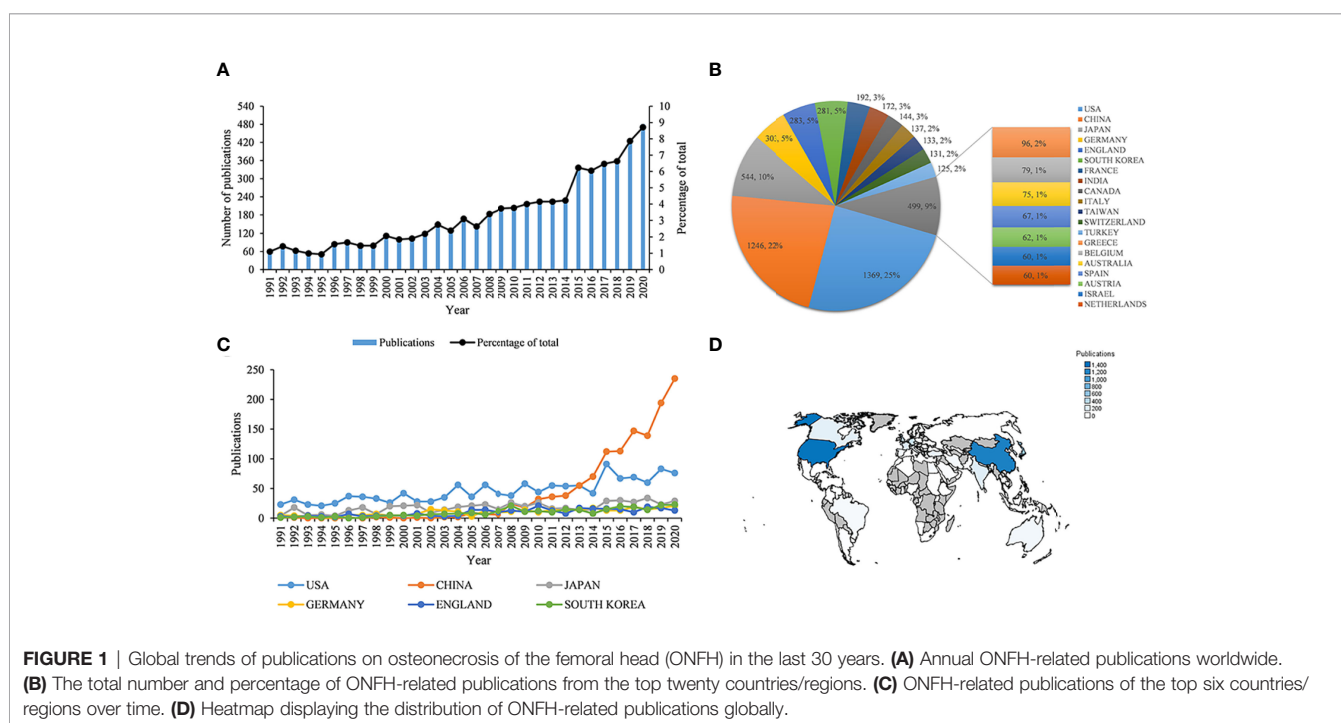 A
Number of publications
540
480
420
360
300
240
180
120
60
0
10
9
8
7
6
5
4
3
2
1
0
Percentage of total
1991
1992
1993
1994
1995
1996
1997
1998
1999
2000
2001
2002
2003
2004
2005
2006
2007
2008
2009
2010
2011
2012
2013
2014
2015
2016
2017
2018
2019
2020
Year
Publications
Percentage of total
B
192, 3%
172, 3%
144, 3%
137, 2%
133, 2%
131, 2%
125, 2%
281, 5%
283, 5%
5%
544, 10%
1246, 22%
1369, 25%
499, 9%
96, 2%
79, 1%
75, 1%
67, 1%
62, 1%
60, 1%
60, 1%
USA
CHINA
JAPAN
GERMANY
ENGLAND
SOUTH KOREA
FRANCE
INDIA
CANADA
ITALY
TAIWAN
SWITZERLAND
TURKEY
GREECE
BELGIUM
AUSTRALIA
SPAIN
AUSTRIA
ISRAEL
NETHERLANDS
C
Publications
250
200
150
100
50
0
1991
1992
1993
1994
1995
1996
1997
1998
1999
2000
2001
2002
2003
2004
2005
2006
2007
2008
2009
2010
2011
2012
2013
2014
2015
2016
2017
2018
2019
2020
Year
USA
CHINA
JAPAN
GERMANY
ENGLAND
SOUTH KOREA
D
Publications
1,400
1,200
1,000
800
600
400
200
0
FIGURE 1 | Global trends of publications on osteonecrosis of the femoral head (ONFH) in the last 30 years. (A) Annual ONFH-related publications worldwide.
(B) The total number and percentage of ONFH-related publications from the top twenty countries/regions. (C) ONFH-related publications of the top six countries/
regions over time. (D) Heatmap displaying the distribution of ONFH-related publications globally.